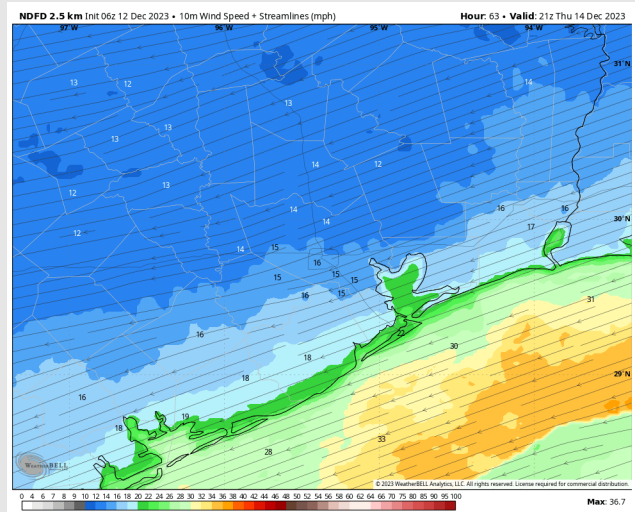 NDFD 2.5 km Init 06z 12 Dec 2023 • 10m Wind Speed + Streamlines (mph) Hour: 63 • Valid: 21z Thu 14 Dec 2023
97°W 96°W 95°W 94°W
31°N
13 12 14
13
13 13
14 12
13
12
14 16 16
14 30°N
12 17
14 15
16
15 15 15
16 15
31
16 22
30
18
29°N
18
16
19
18
33
28
WEATHERBELL
© 2023 WeatherBELL Analytics, LLC. All rights reserved. License required for commercial distribution.
0 4 6 7 8 9 10 12 14 16 18 20 22 24 26 28 30 32 34 36 38 40 42 44 46 48 50 52 54 56 58 60 62 64 66 68 70 75 80 85 90 95 100
Max: 36.7